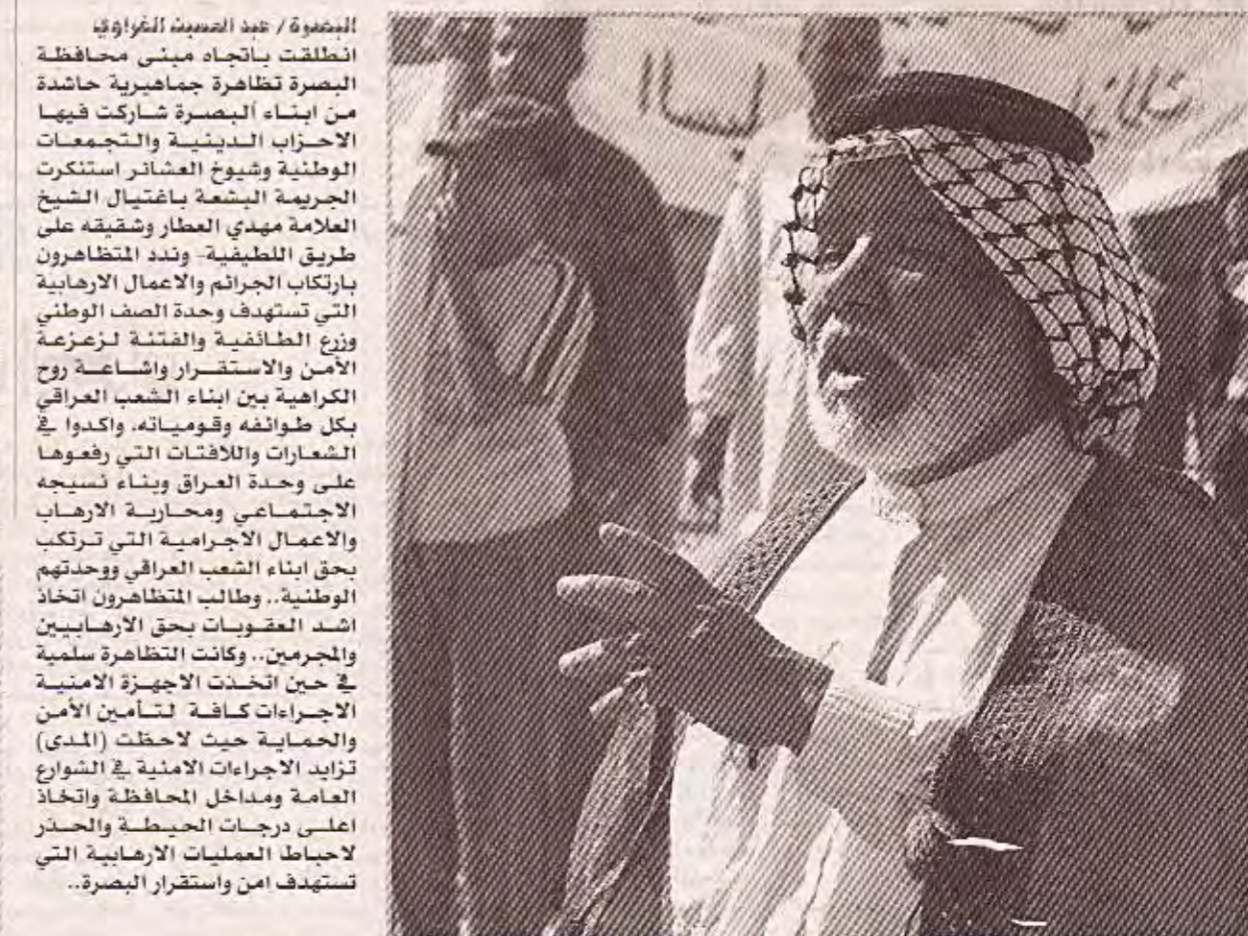 البصرة / عبد الحسين الغراوي
انطلقت باتجاه مبنى محافظة
البصرة تظاهرة جماهيرية حاشدة
من ابناء البصرة شاركت فيها
الاحزاب الدينية والتجمعات
الوطنية وشيوخ العشائر استنكرت
الجريمة البشعة باغتيال الشيخ
العلامة مهدي العطار وشقيقه على
طريق اللطيفية- وندد المتظاهرون
بارتكاب الجرائم والاعمال الارهابية
التي تستهدف وحدة الصف الوطني
وزرع الطائفية والفتنة لزعزعة
الأمن والاستقرار واشاعة روح
الكراهية بين ابناء الشعب العراقي
بكل طوائفه وقومياته. واكدوا في
الشعارات واللافتات التي رفعوها
على وحدة العراق وبناء نسيجه
الاجتماعي ومحاربة الارهاب
والاعمال الاجرامية التي ترتكب
بحق ابناء الشعب العراقي ووحدتهم
الوطنية.. وطالب المتظاهرون اتخاذ
اشد العقوبات بحق الارهابيين
والمجرمين.. وكانت التظاهرة سلمية
في حين اتخذت الاجهزة الامنية
الاجراءات كافة لتأمين الأمن
والحماية حيث لاحظت (المدى)
تزايد الاجراءات الامنية في الشوارع
العامة ومداخل المحافظة واتخاذ
اعلى درجات الحيطة والحذر
لاحباط العمليات الارهابية التي
تستهدف امن واستقرار البصرة..